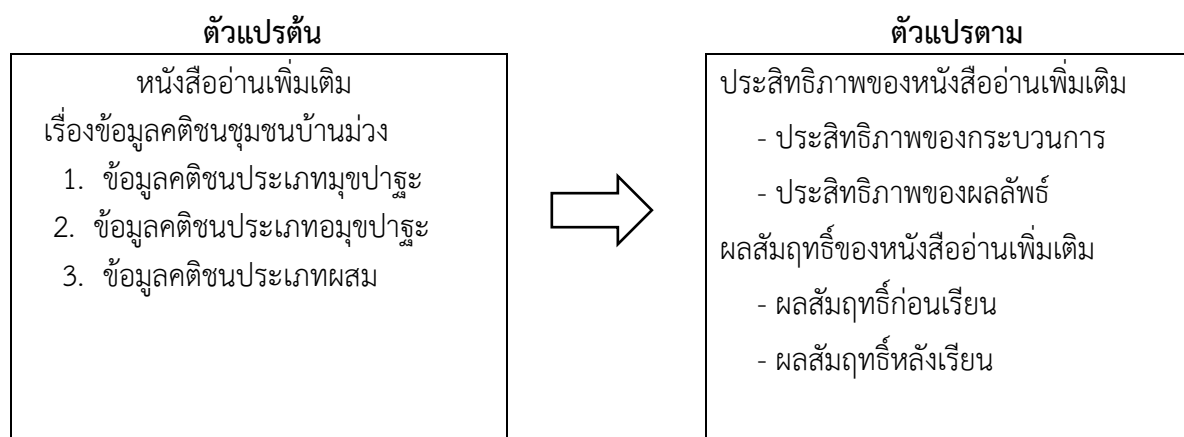 ตัวแปรต้น
หนังสืออ่านเพิ่มเติม
เรื่องข้อมูลคติชนชุมชนบ้านม่วง
1. ข้อมูลคติชนประเภทมุขปาฐะ
2. ข้อมูลคติชนประเภทอมุขปาฐะ
3. ข้อมูลคติชนประเภทผสม
ตัวแปรตาม
ประสิทธิภาพของหนังสืออ่านเพิ่มเติม
- ประสิทธิภาพของกระบวนการ
- ประสิทธิภาพของผลลัพธ์
ผลสัมฤทธิ์ของหนังสืออ่านเพิ่มเติม
- ผลสัมฤทธิ์ก่อนเรียน
- ผลสัมฤทธิ์หลังเรียน